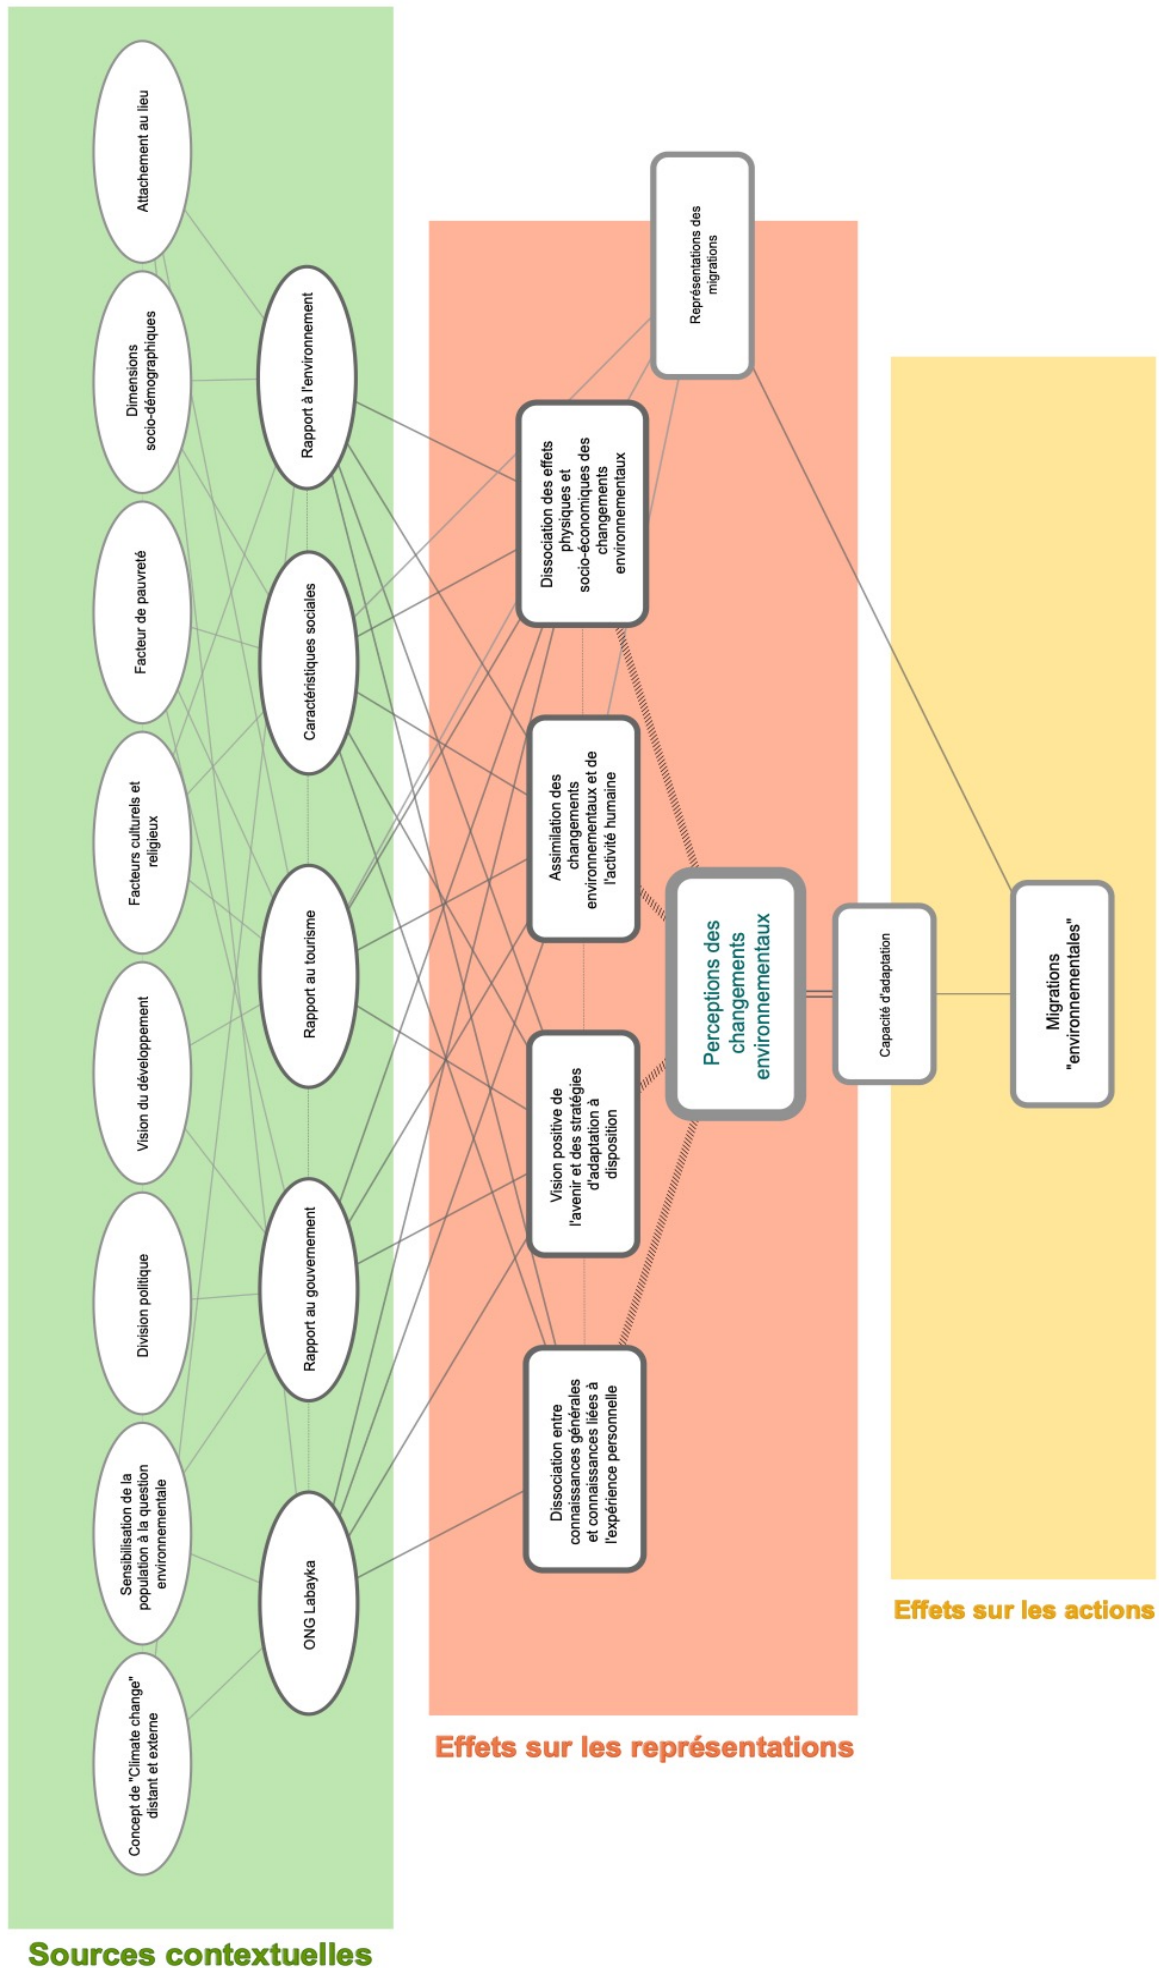 Attachement au lieu
Dimensions
socio-démographiques
Facteur de pauvreté
Facteurs culturels et
religieux
Vision du développement
Division politique
Sensibilisation de la
population à la question
environnementale
Concept de "Climate change"
distant et externe
Rapport à l'environnement
Caractéristiques sociales
Rapport au tourisme
Rapport au gouvernement
ONG Labayka
Sources contextuelles
Représentations des
migrations
Dissociation des effets
physiques et
socio-économiques des
changements
environnementaux
Assimilation des
changements
environnementaux et de
l'activité humaine
Vision positive de
l'avenir et des stratégies
d'adaptation à
disposition
Dissociation entre
connaissances générales
et connaissances liées à
l'expérience personnelle
Perceptions des
changements
environnementaux
Effets sur les représentations
Capacité d'adaptation
Migrations
"environnementales"
Effets sur les actions